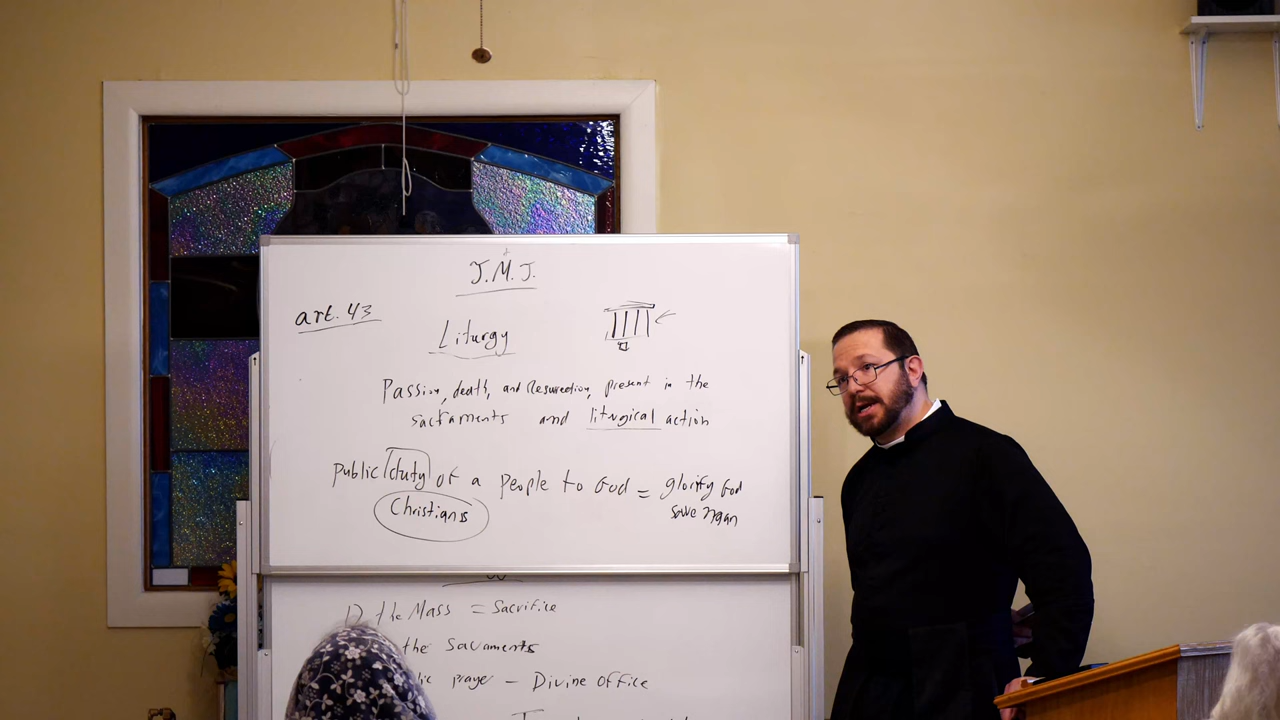 J.M.J.
art. 43
Liturgy
Passion, death, and Resurrection, present in the
sacraments and liturgical action
public duty of a people to God = glorify God
Christians
save man
1) the Mass = Sacrifice
the Sacraments
prayer - Divine Office